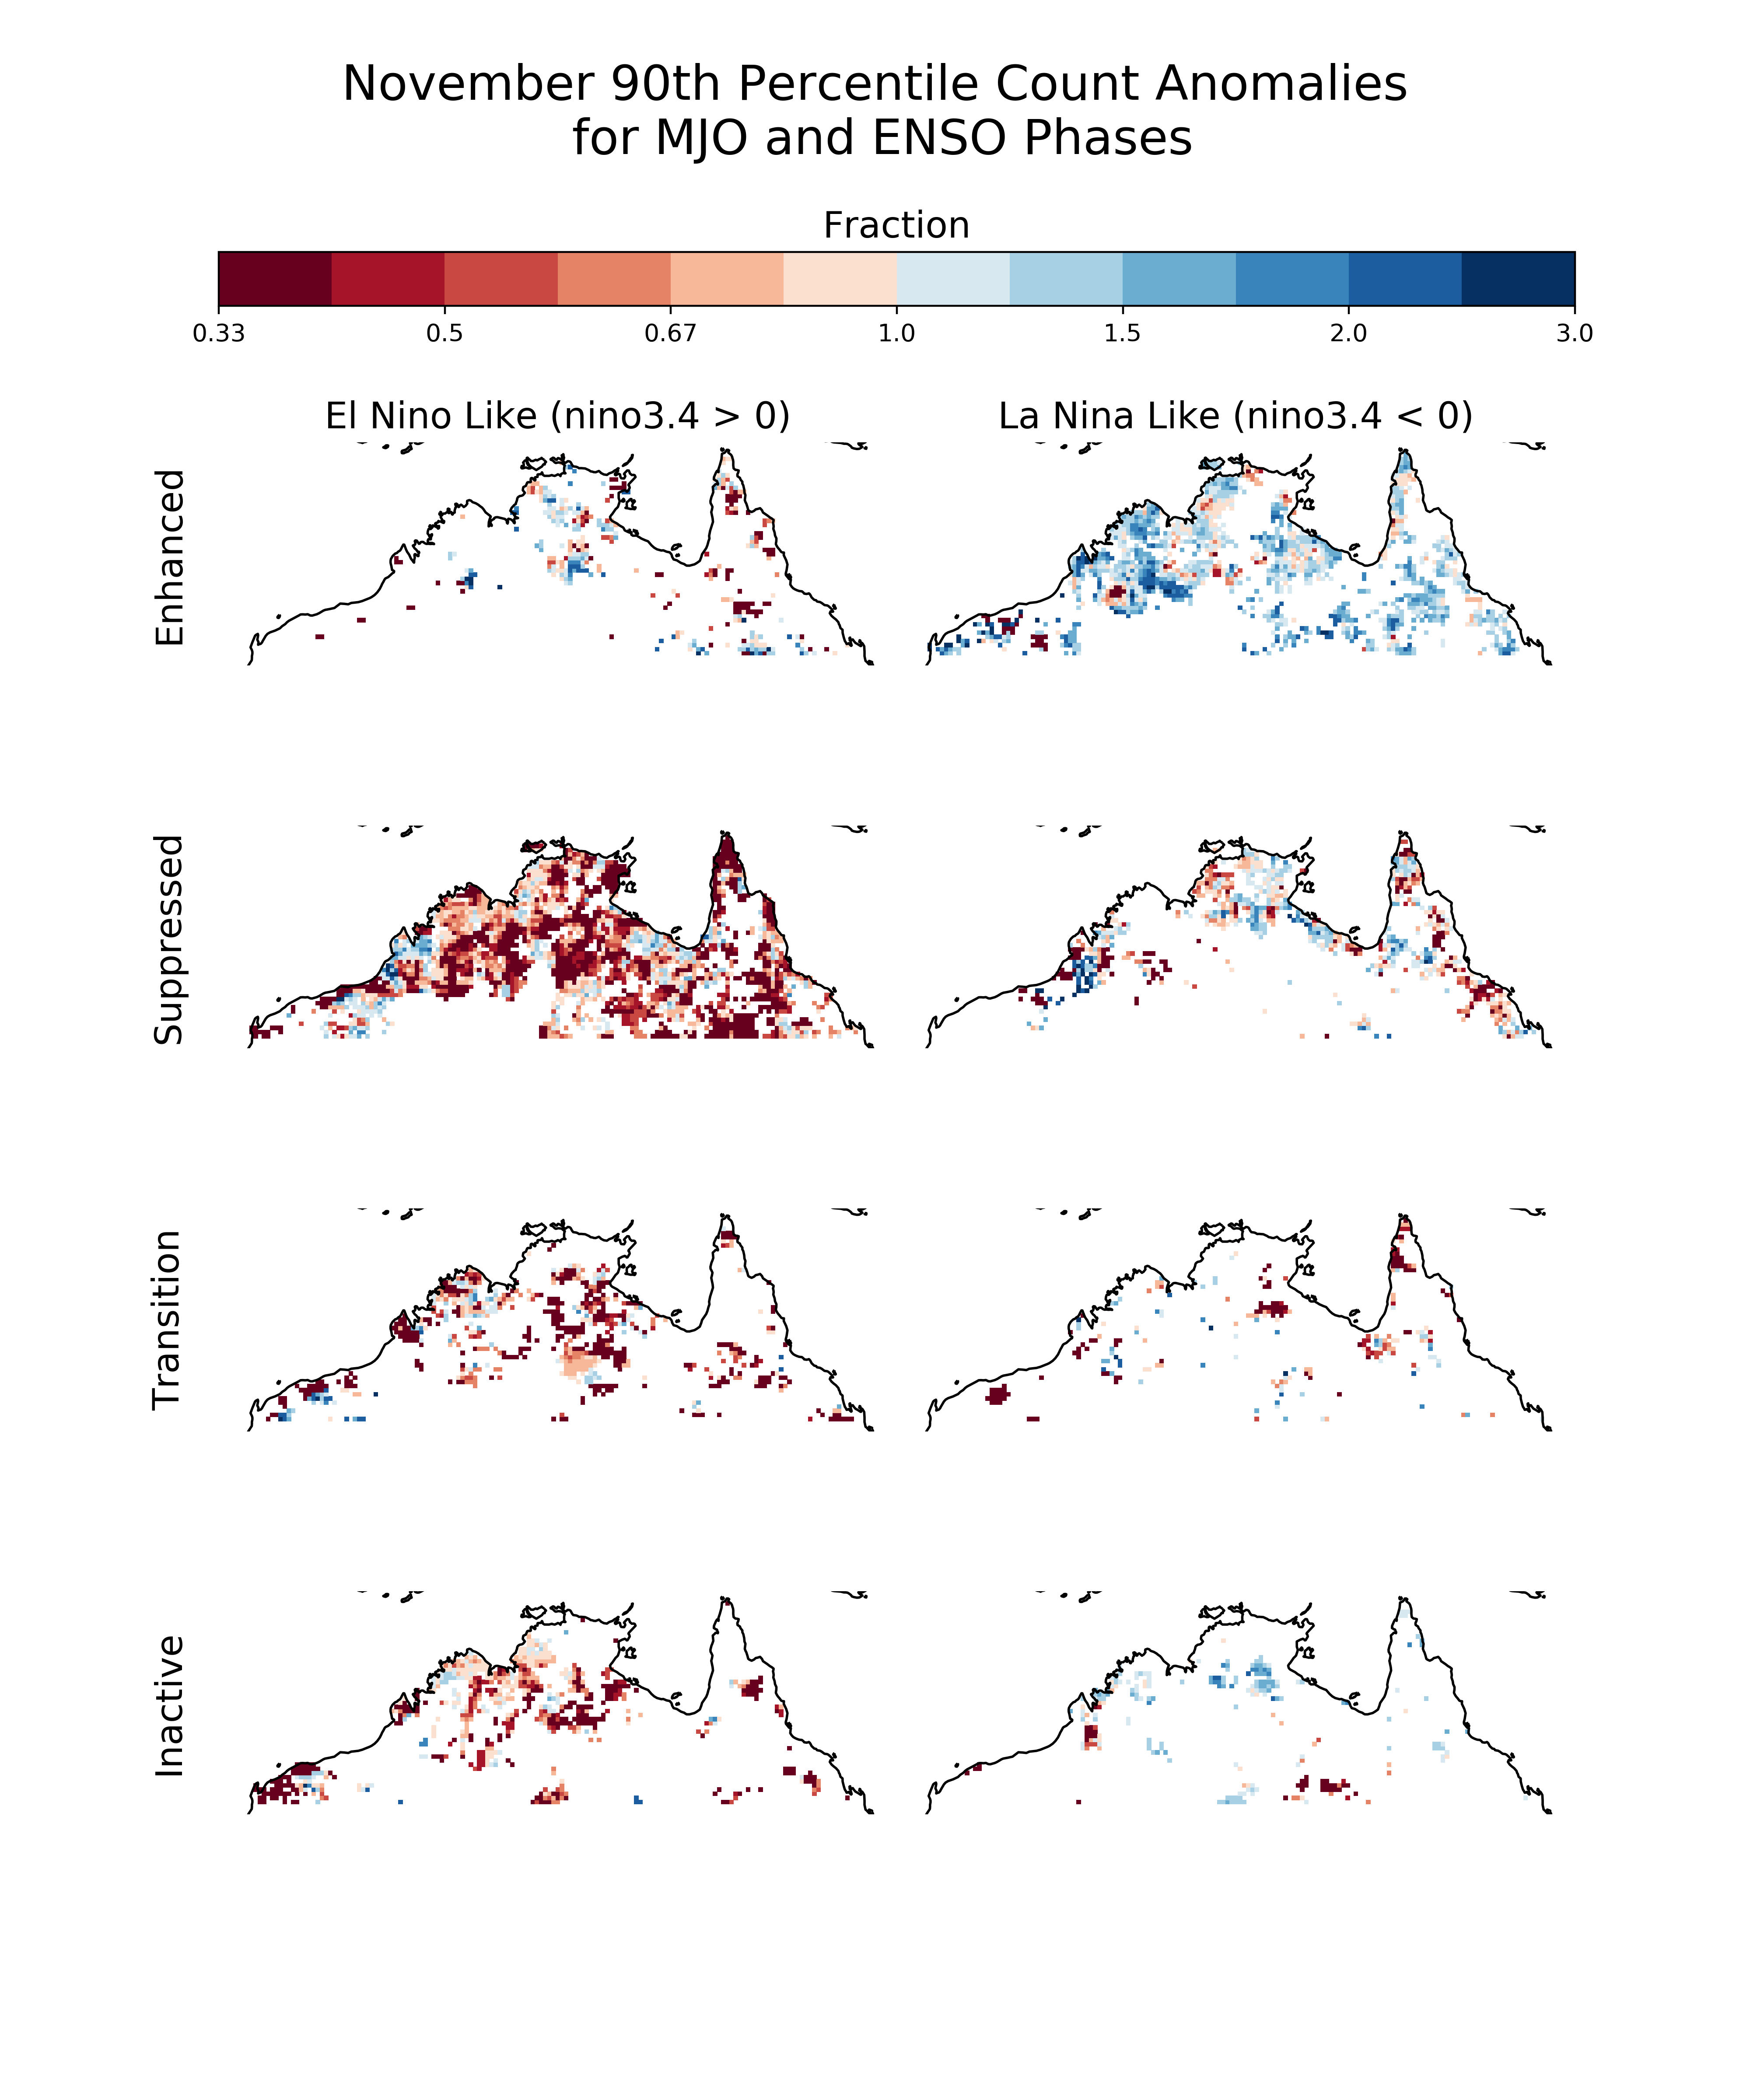 November 90th Percentile Count Anomalies
for MJO and ENSO Phases
Fraction
0.33 0.5 0.67 1.0 1.5 2.0 3.0
El Nino Like (nino3.4 > 0) La Nina Like (nino3.4 < 0)
Enhanced
Suppressed
Transition
Inactive